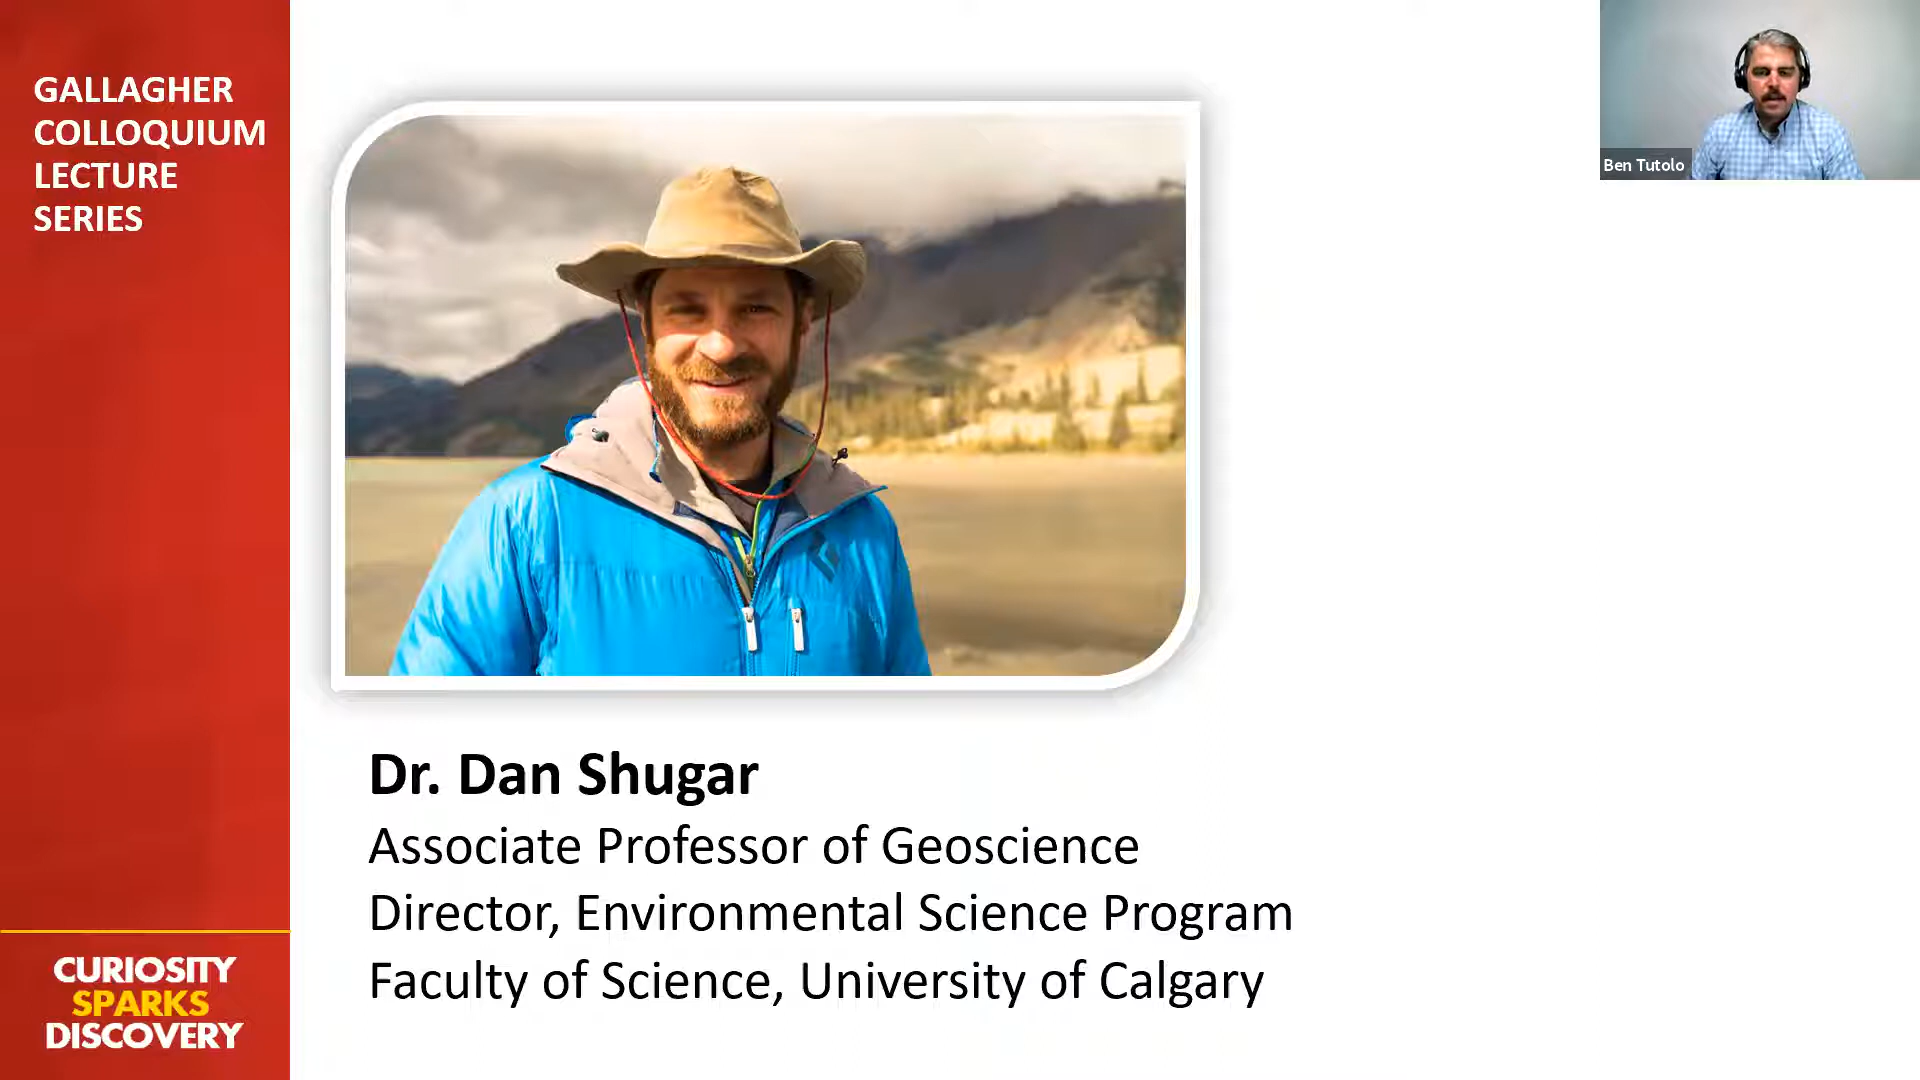 GALLAGHER
COLLOQUIUM
LECTURE
SERIES
Ben Tutolo
Dr. Dan Shugar
Associate Professor of Geoscience
Director, Environmental Science Program
Faculty of Science, University of Calgary
CURIOSITY
SPARKS
DISCOVERY